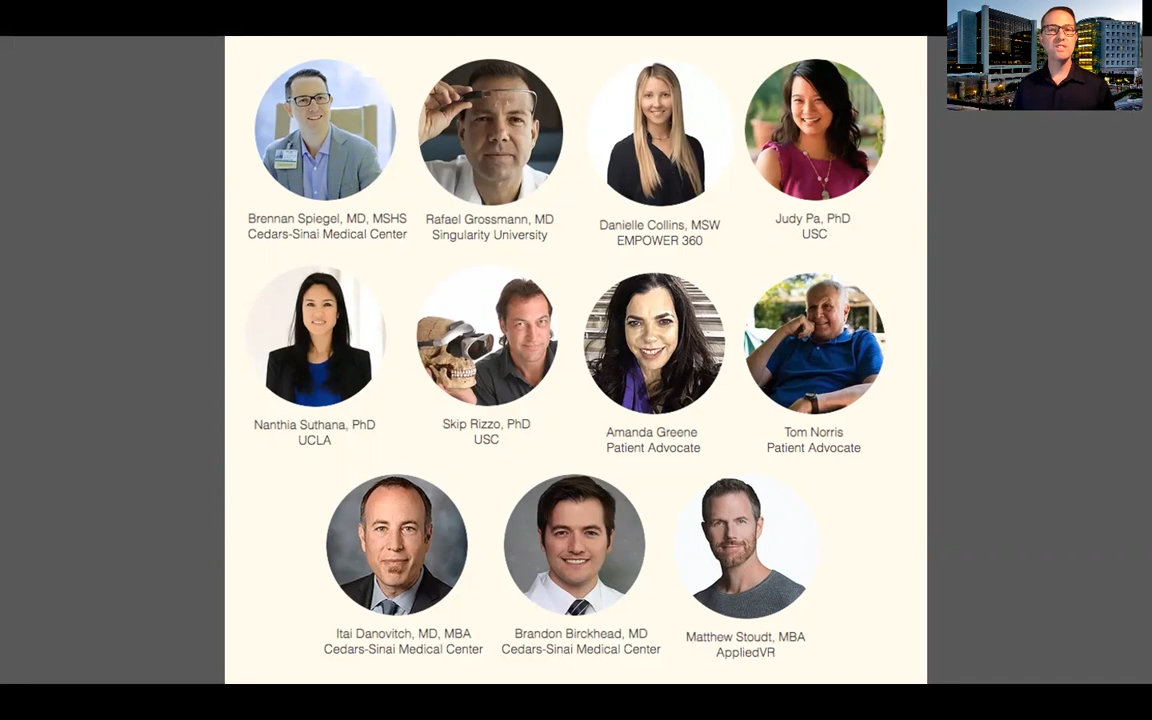 Brennan Spiegel, MD, MSHS
Cedars-Sinai Medical Center
Rafael Grossmann, MD
Singularity University
Danielle Collins, MSW
EMPOWER 360
Judy Pa, PhD
USC
Nanthia Suthana, PhD
UCLA
Skip Rizzo, PhD
USC
Amanda Greene
Patient Advocate
Tom Norris
Patient Advocate
Itai Danovitch, MD, MBA
Cedars-Sinai Medical Center
Brandon Birckhead, MD
Cedars-Sinai Medical Center
Matthew Stoudt, MBA
AppliedVR